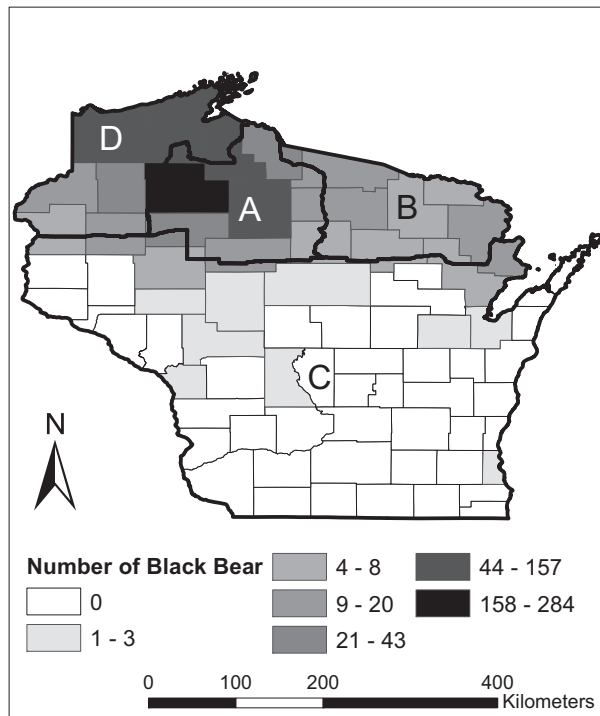 D
A
B
C
N
Number of Black Bear
0
1 - 3
4 - 8
9 - 20
21 - 43
44 - 157
158 - 284
0 100 200 400
Kilometers